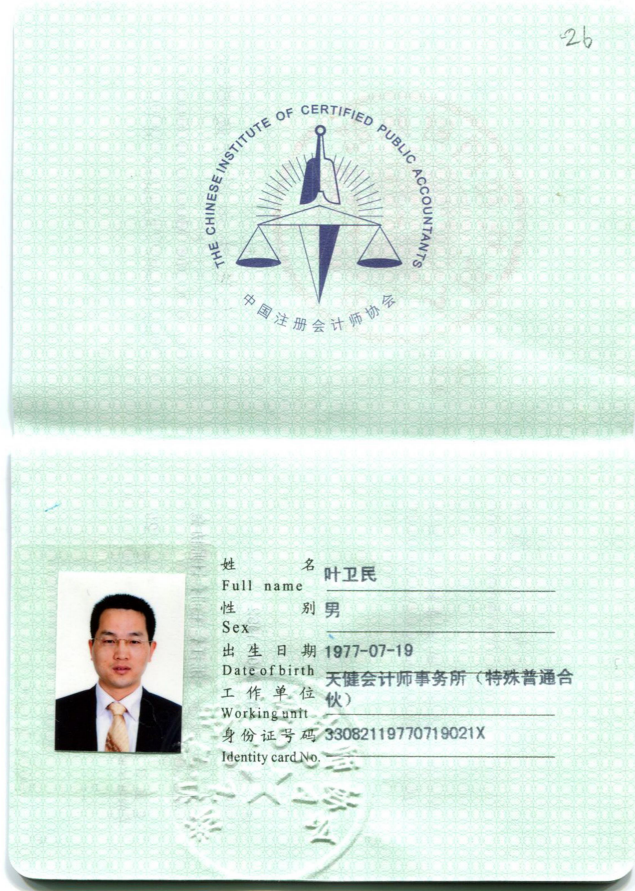 26
THE CHINESE INSTITUTE OF CERTIFIED PUBLIC ACCOUNTANTS
中国注册会计师协会
姓 名 叶卫民
Full name
性 别 男
Sex
出生日期 1977-07-19
Date of birth
工作单位 天健会计师事务所（特殊普通合
伙）
Working unit
身份证号码 33082119770719021X
Identity card No.